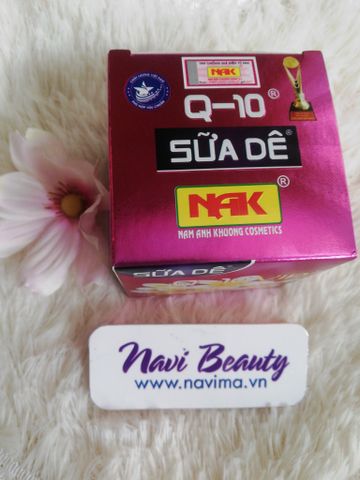 NAK
Q-10®
SỮA DÊ®
NAK®
NAM ANH KHUONG COSMETICS
SỮA DÊ
Navi Beauty
www.navima.vn